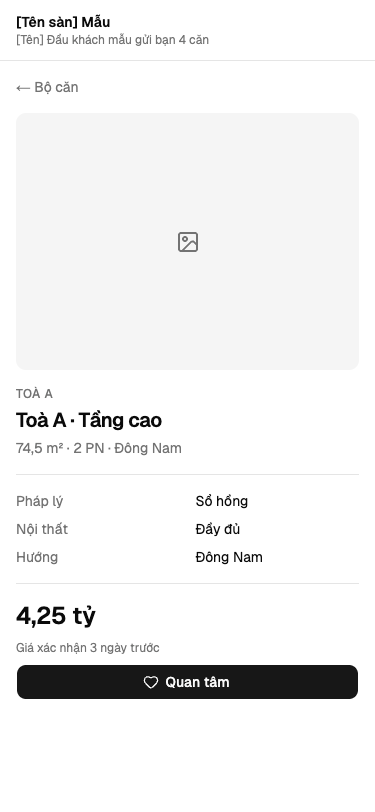 [Tên sàn] Mẫu
[Tên] Đầu khách mẫu gửi bạn 4 căn
← Bộ căn
TOÀ A
Toà A · Tầng cao
74,5 m² · 2 PN · Đông Nam
Pháp lý Sổ hồng
Nội thất Đầy đủ
Hướng Đông Nam
4,25 tỷ
Giá xác nhận 3 ngày trước
Quan tâm